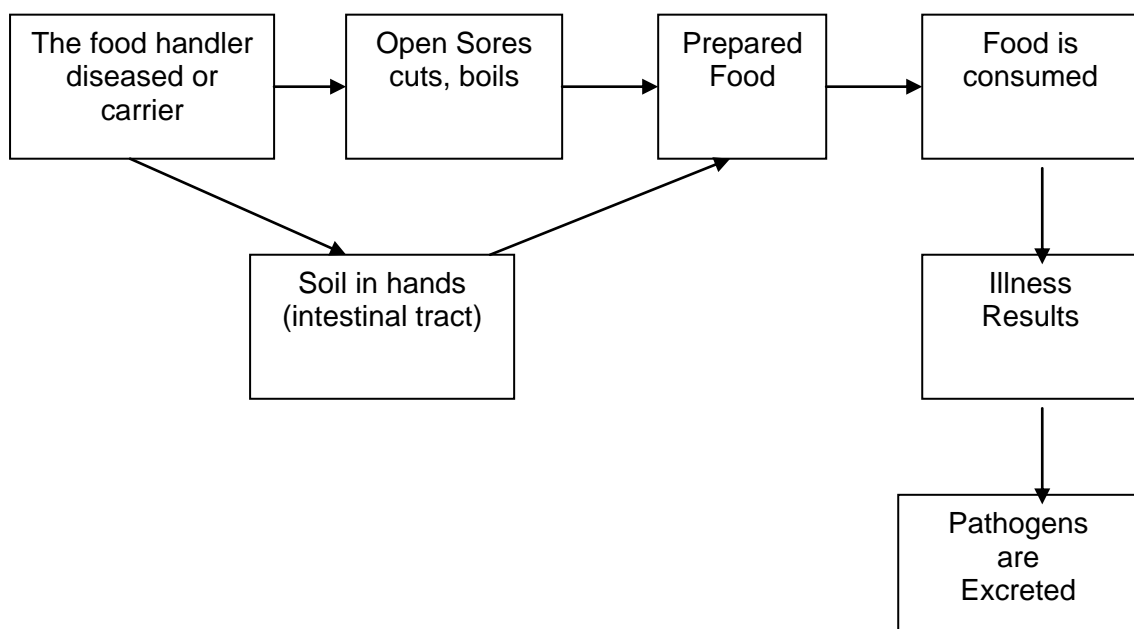 The food handler
diseased or
carrier
Open Sores
cuts, boils
Prepared
Food
Food is
consumed
Soil in hands
(intestinal tract)
Illness
Results
Pathogens
are
Excreted